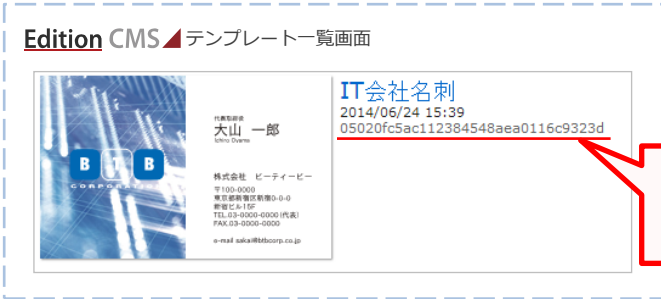 Edition CMS テンプレート一覧画面
IT会社名刺
2014/06/24 15:39
05020fc5ac112384548aea0116c9323d
代表取締役
大山 一郎
Ichiro Oyama
B T B
CORPORATION
株式会社 ビーティービー
〒100-0000
東京都新宿区新宿0-0-0
新宿ビル15F
TEL.03-0000-0000(代表)
FAX.03-0000-0000
e-mail sakai@btbcorp.co.jp